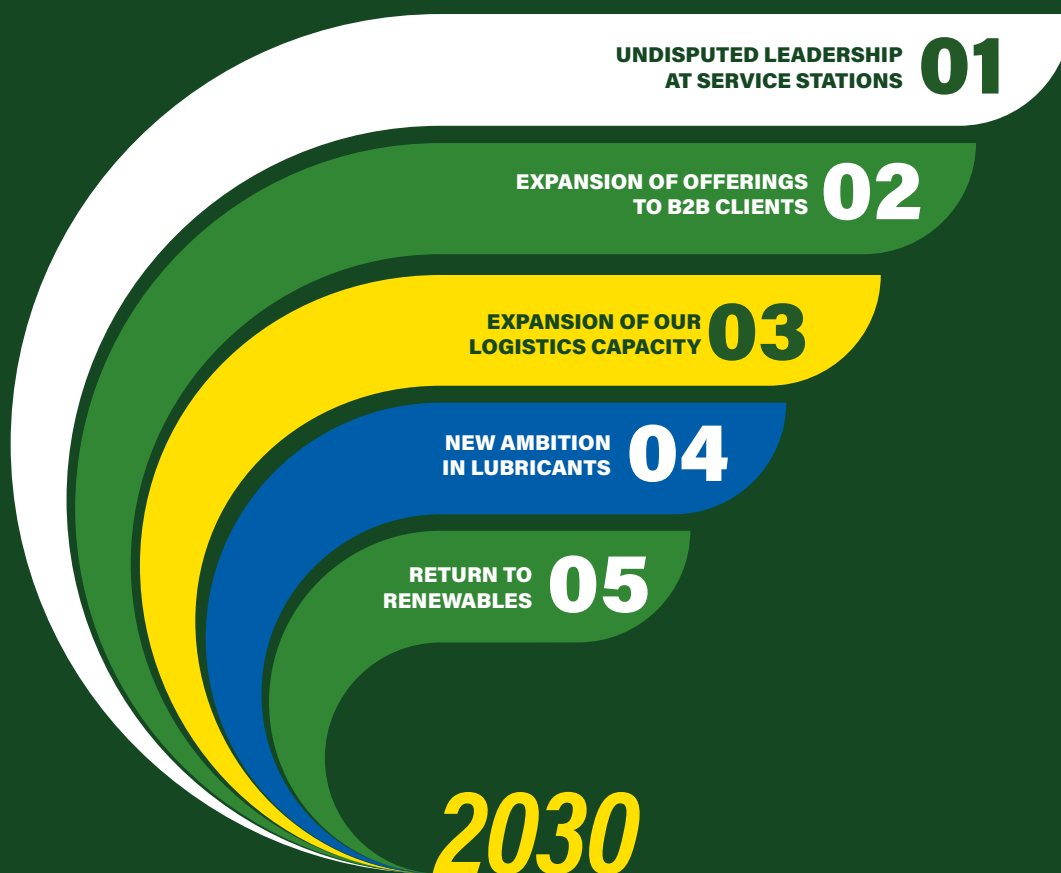 UNDISPUTED LEADERSHIP
AT SERVICE STATIONS
01
EXPANSION OF OFFERINGS
TO B2B CLIENTS
02
EXPANSION OF OUR
LOGISTICS CAPACITY
03
NEW AMBITION
IN LUBRICANTS
04
RETURN TO
RENEWABLES
05
2030